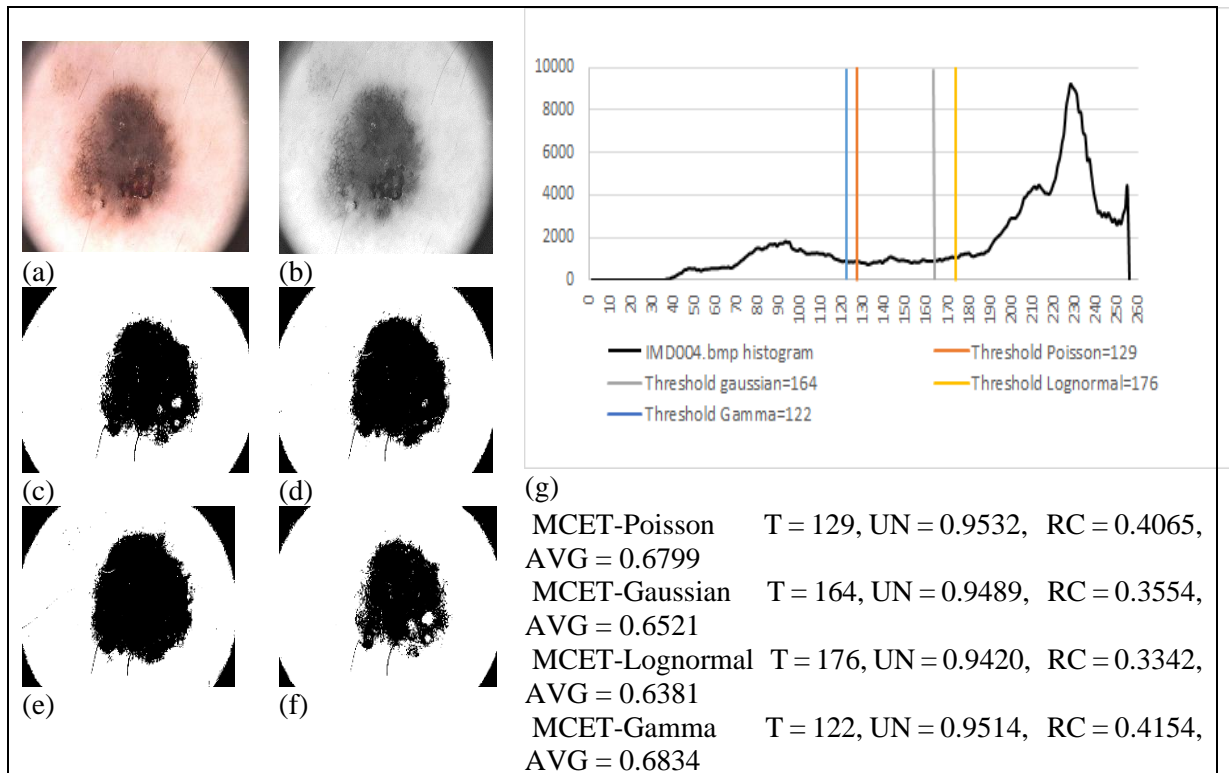 (a)
(b)
(c)
(d)
(e)
(f)
10000
8000
6000
4000
2000
0
0 10 20 30 40 50 60 70 80 90 100 110 120 130 140 150 160 170 180 190 200 210 220 230 240 250 260
IMD004.bmp histogram
Threshold Poisson=129
Threshold gaussian=164
Threshold Lognormal=176
Threshold Gamma=122
(g)
MCET-Poisson T = 129, UN = 0.9532, RC = 0.4065,
AVG = 0.6799
MCET-Gaussian T = 164, UN = 0.9489, RC = 0.3554,
AVG = 0.6521
MCET-Lognormal T = 176, UN = 0.9420, RC = 0.3342,
AVG = 0.6381
MCET-Gamma T = 122, UN = 0.9514, RC = 0.4154,
AVG = 0.6834